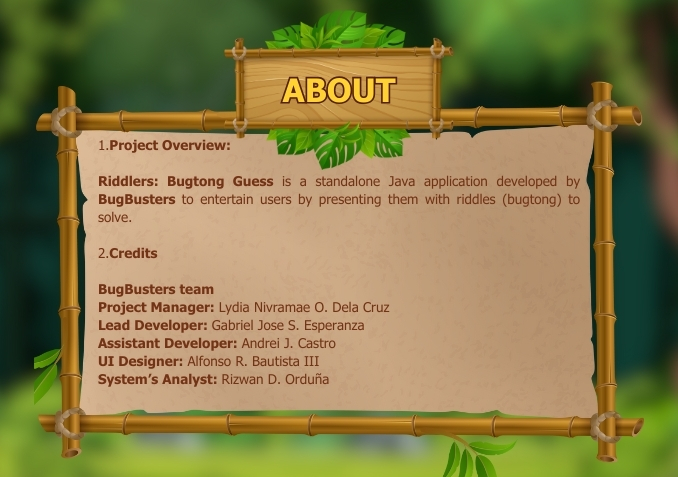 ABOUT
1.Project Overview:
Riddlers: Bugtong Guess is a standalone Java application developed by
BugBusters to entertain users by presenting them with riddles (bugtong) to
solve.
2.Credits
BugBusters team
Project Manager: Lydia Nivramae O. Dela Cruz
Lead Developer: Gabriel Jose S. Esperanza
Assistant Developer: Andrei J. Castro
UI Designer: Alfonso R. Bautista III
System’s Analyst: Rizwan D. Orduña